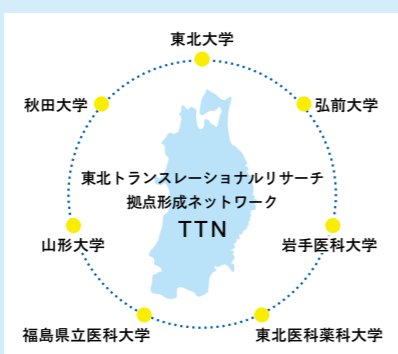 東北大学
秋田大学
弘前大学
東北トランスレーショナルリサーチ
拠点形成ネットワーク
TTN
山形大学
岩手医科大学
福島県立医科大学
東北医科薬科大学